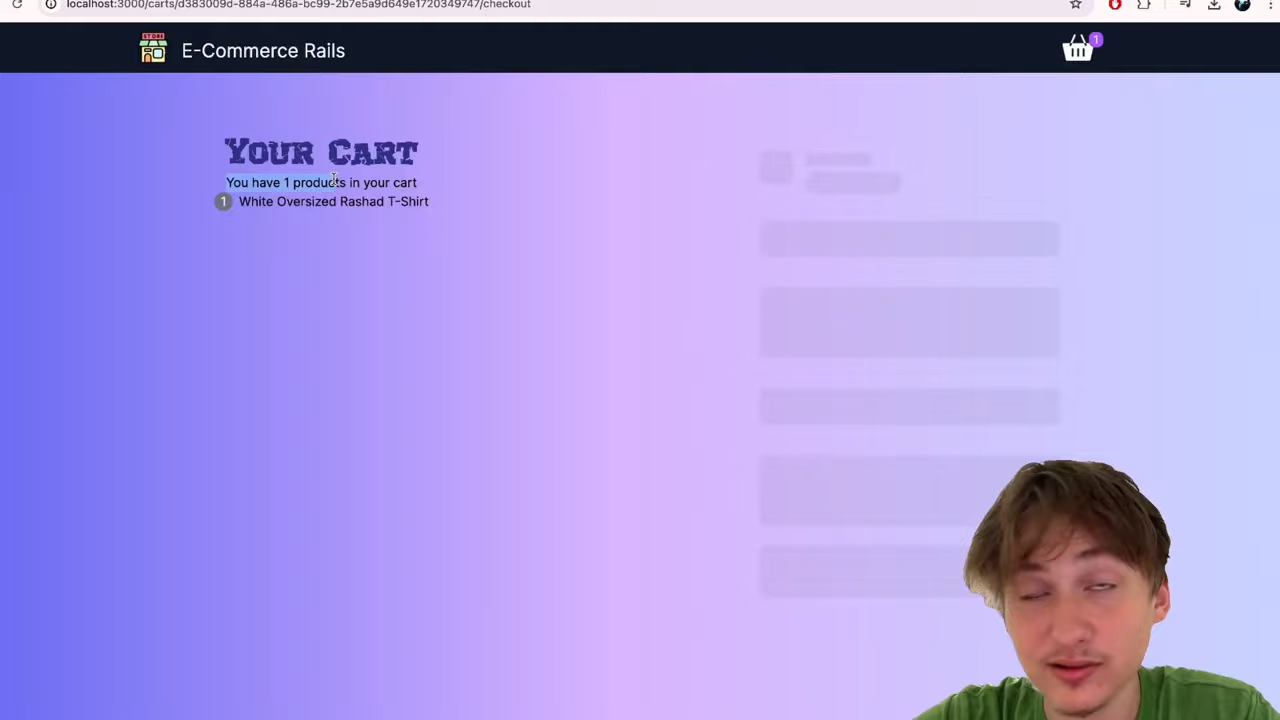 localhost:3000/carts/d383009d-884a-486a-bc99-2b7e5a9d649e1720349747/checkout
STORE
E-Commerce Rails
1
Your Cart
You have 1 products in your cart
1 White Oversized Rashad T-Shirt